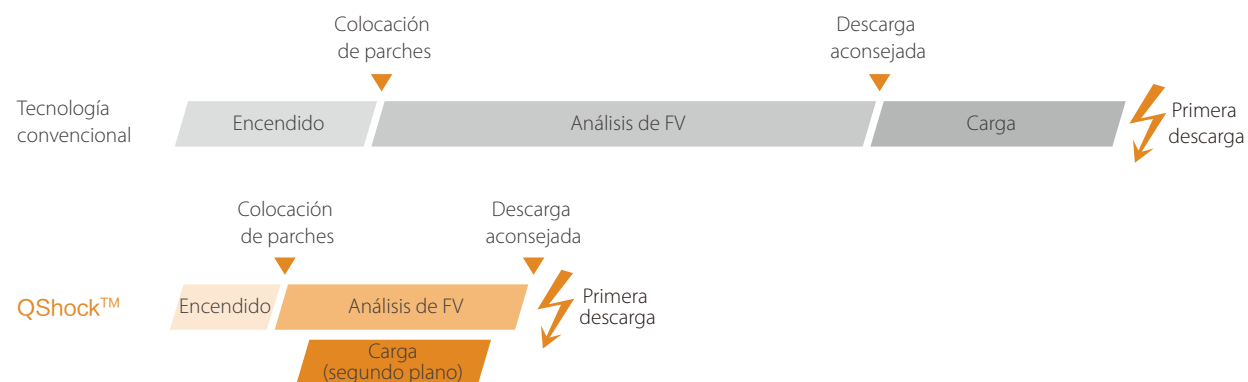 Colocación
de parches
Descarga
aconsejada
Tecnología
convencional
Encendido
Análisis de FV
Carga
Primera
descarga
Colocación
de parches
Descarga
aconsejada
QShock™
Encendido
Análisis de FV
Primera
descarga
Carga
(segundo plano)